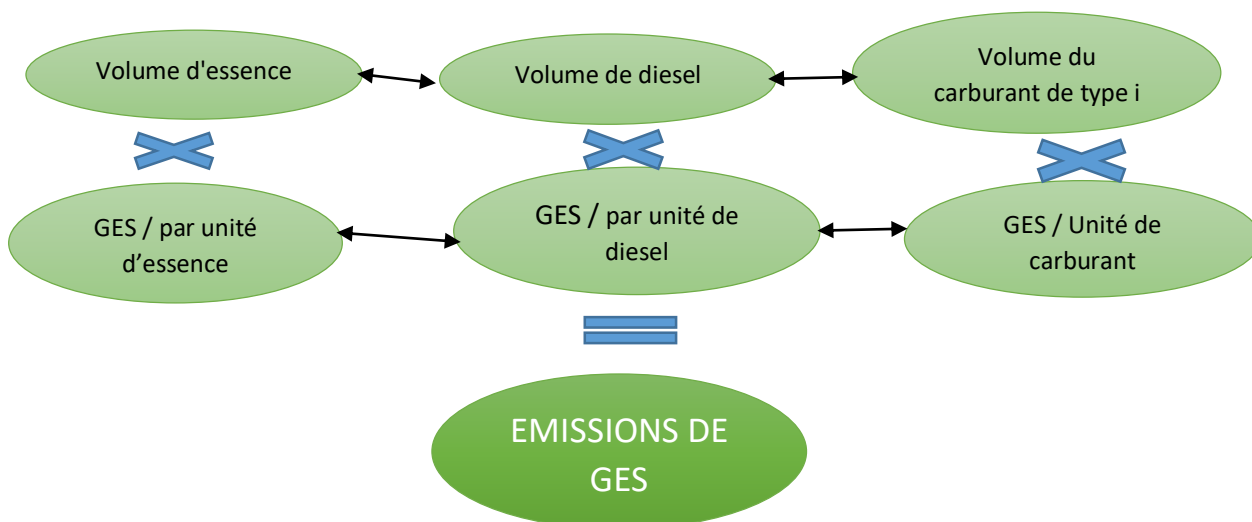 Volume d'essence
Volume de diesel
Volume du
carburant de type i
GES / par unité
d’essence
GES / par unité de
diesel
GES / Unité de
carburant
EMISSIONS DE
GES